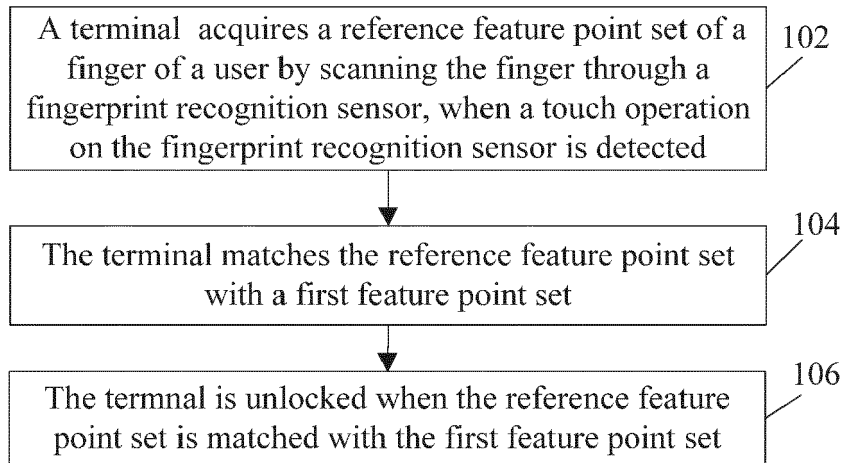 A terminal acquires a reference feature point set of a
finger of a user by scanning the finger through a
fingerprint recognition sensor, when a touch operation
on the fingerprint recognition sensor is detected
102
The terminal matches the reference feature point set
with a first feature point set
104
The termnal is unlocked when the reference feature
point set is matched with the first feature point set
106